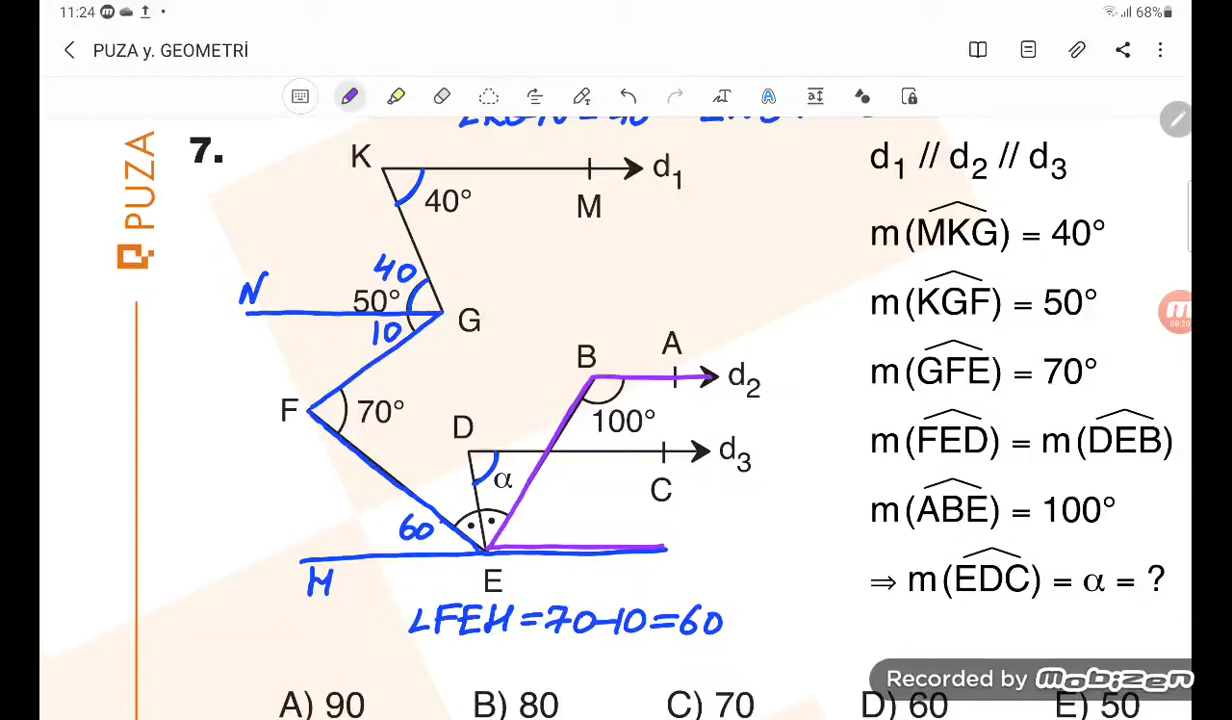 11:24
68%
PUZA y. GEOMETRİ
PUZA
7.
K
40°
M
d1
N
40
50°
10
G
B
A
d2
F
70°
100°
D
d3
α
C
60
H
E
∠FEH=70-10=60
d1 // d2 // d3
m(MKG) = 40°
m(KGF) = 50°
m(GFE) = 70°
m(FED) = m(DEB)
m(ABE) = 100°
⇒ m(EDC) = α = ?
A) 90 B) 80 C) 70 D) 60 E) 50
Recorded by
mobizen